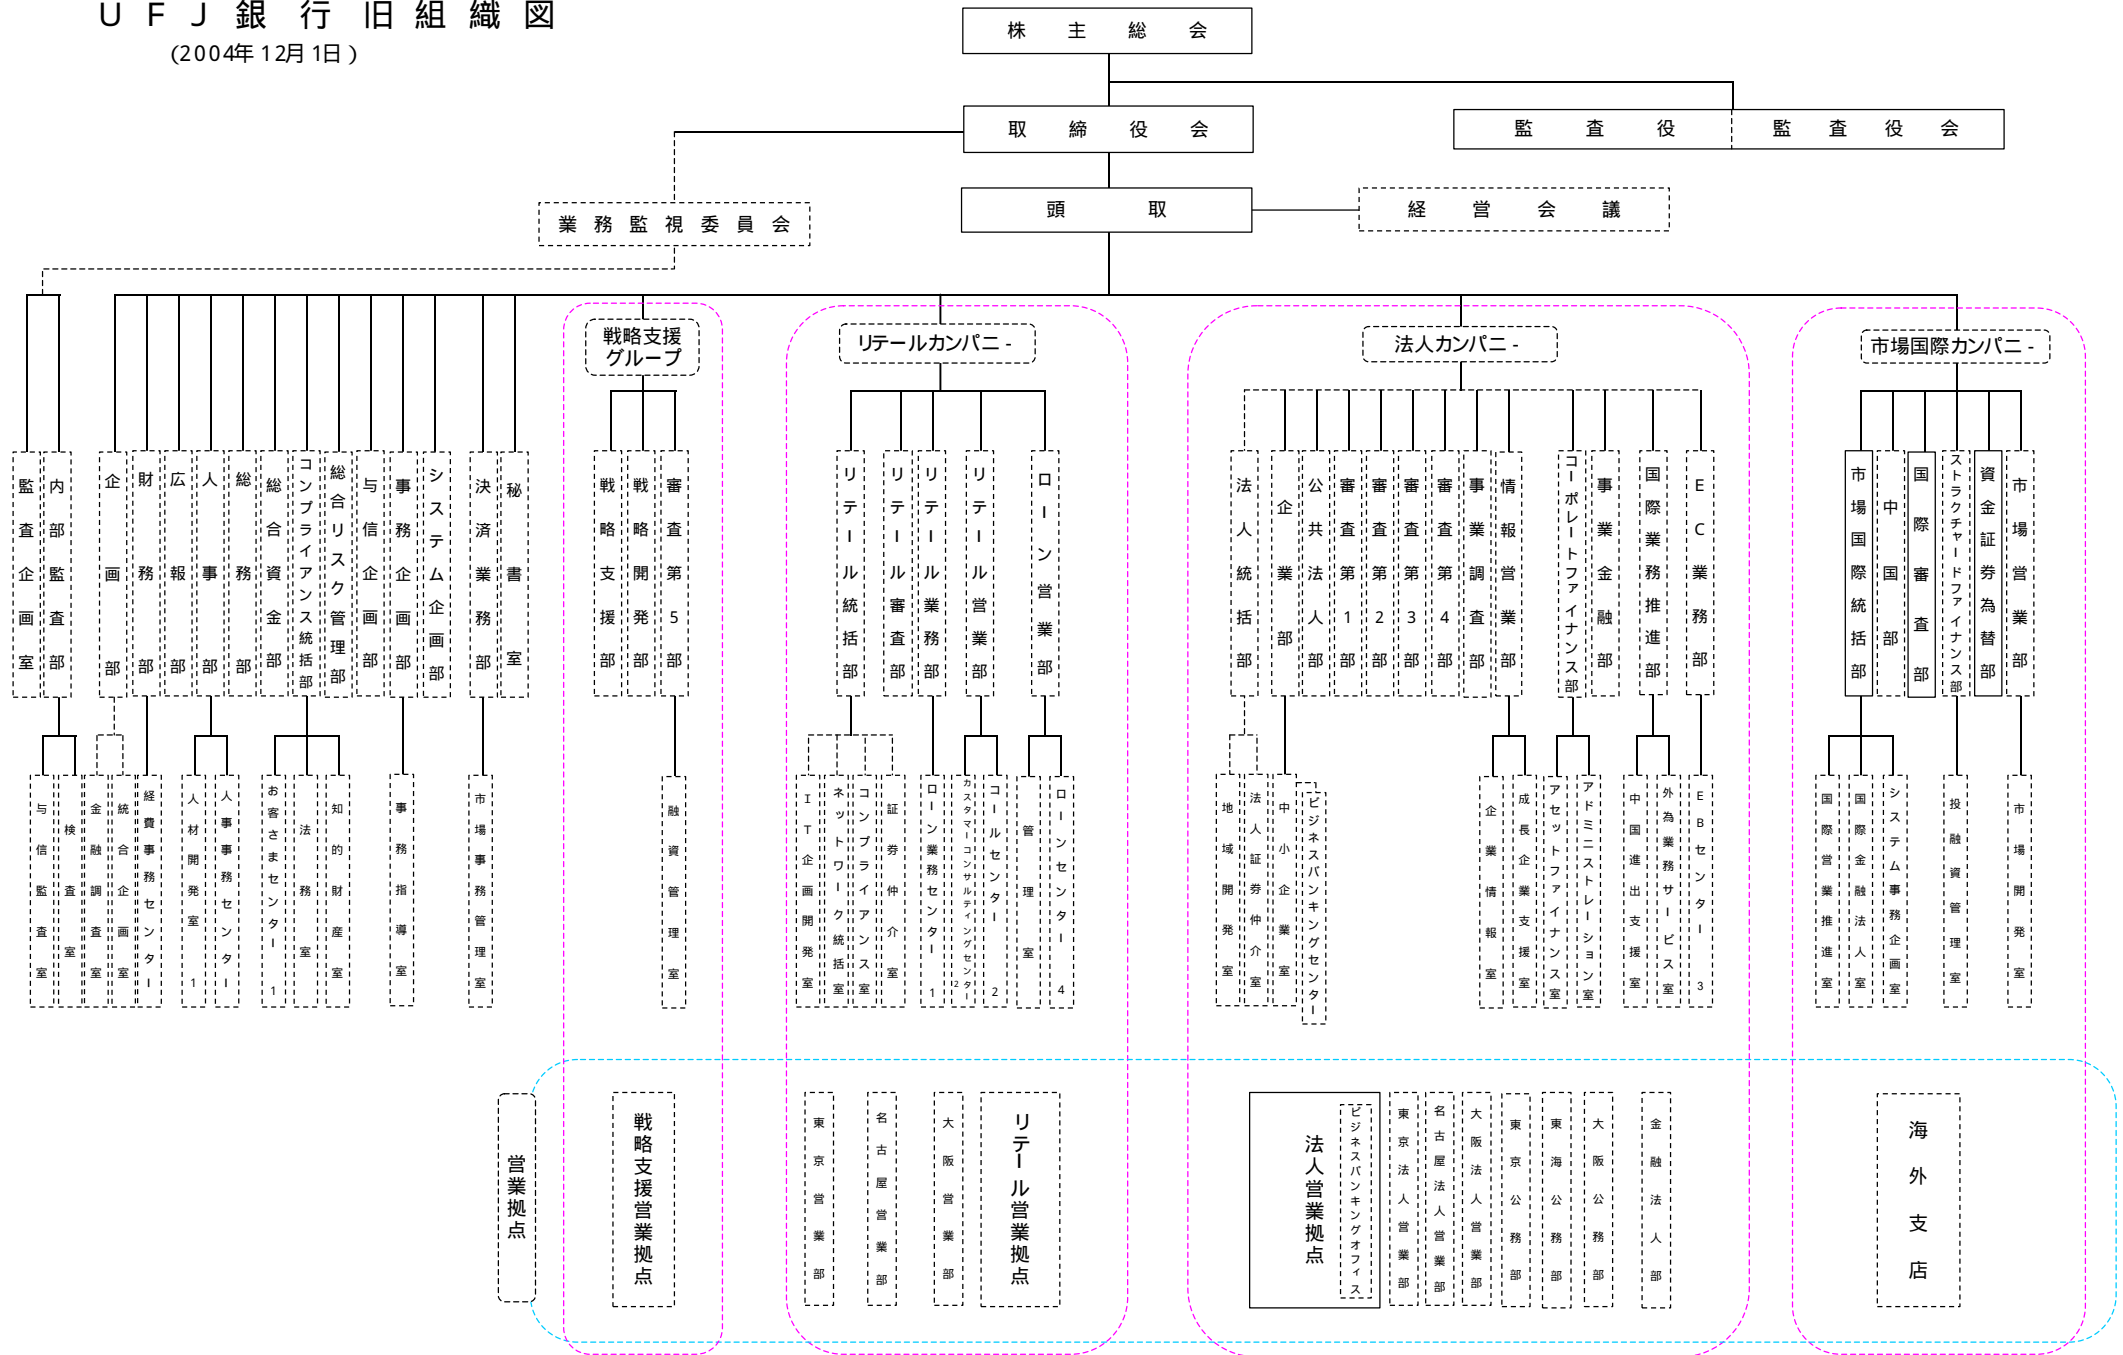 UFJ銀行旧組織図
(2004年12月1日)
株主総会
取締役会
監査役 監査役会
頭取
経営会議
業務監視委員会
戦略支援
グループ
リテールカンパニ-
法人カンパニ-
市場国際カンパニ-
監査企画室
内部監査部
企画部
財務部
広報部
人事部
総務部
総合資金部
コンプライアンス統括部
総合リスク管理部
与信企画部
事務企画部
システム企画部
決済業務部
秘書室
戦略支援部
戦略開発部
審査第5部
リテール統括部
リテール審査部
リテール業務部
リテール営業部
ローン営業部
法人統括部
企業部
公共法人部
審査第1部
審査第2部
審査第3部
審査第4部
事業調査部
情報営業部
コーポレートファイナンス部
事業金融部
国際業務推進部
EC業務部
市場国際統括部
中国部
国際審査部
ストラクチャードファイナンス部
資金証券為替部
市場営業部
与信監査室
検査室
金融調査室
統合企画室
経費事務センター
人材開発室1
人事事務センター
お客さまセンター1
法務室
知的財産室
事務指導室
市場事務管理室
融資管理室
IT企画開発室
ネットワーク統括室
コンプライアンス室
証券仲介室
ローン業務センター1
カスタマーコンサルティングセンター2
コールセンター2
管理室
ローンセンター4
地域開発室
法人証券仲介室
中小企業室
ビジネスバンキングセンター
企業情報室
成長企業支援室
アセットファイナンス室
アドミニストレーション室
中国進出支援室
外為業務サービス室
EBセンター3
国際営業推進室
国際金融法人室
システム事務企画室
投融資管理室
市場開発室
営業拠点
戦略支援営業拠点
東京営業部
名古屋営業部
大阪営業部
リテール営業拠点
法人営業拠点
ビジネスバンキングオフィス
東京法人営業部
名古屋法人営業部
大阪法人営業部
東京公務部
東海公務部
大阪公務部
金融法人部
海外支店